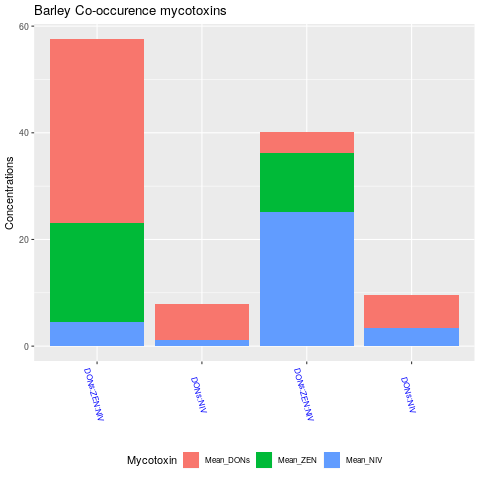 Barley Co-occurence mycotoxins
Concentrations
60
40
20
0
DONs:ZEN:NIV
DONs:NIV
DONs:ZEN:NIV
DONs:NIV
Mycotoxin Mean_DONs Mean_ZEN Mean_NIV